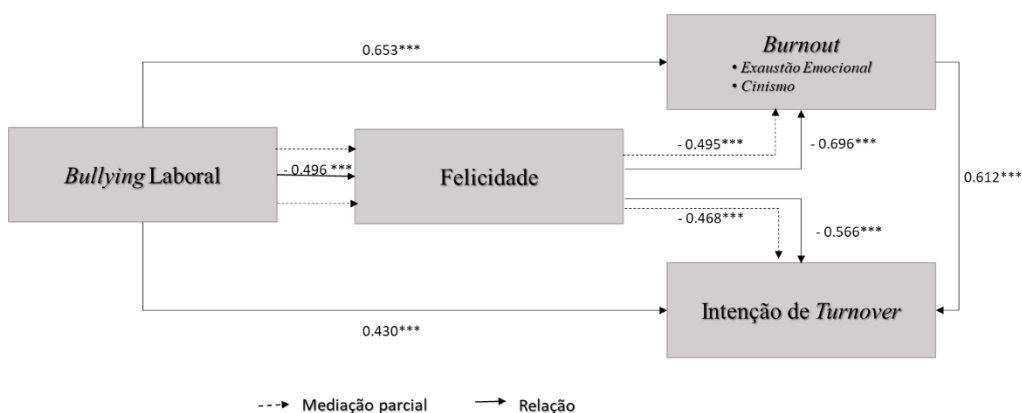 0.653***
Burnout
• Exaustão Emocional
• Cinismo
Bullying Laboral
- 0.496 ***
Felicidade
- 0.495***
- 0.696***
0.612***
- 0.468***
- 0.566***
Intenção de Turnover
0.430***
Mediação parcial
Relação